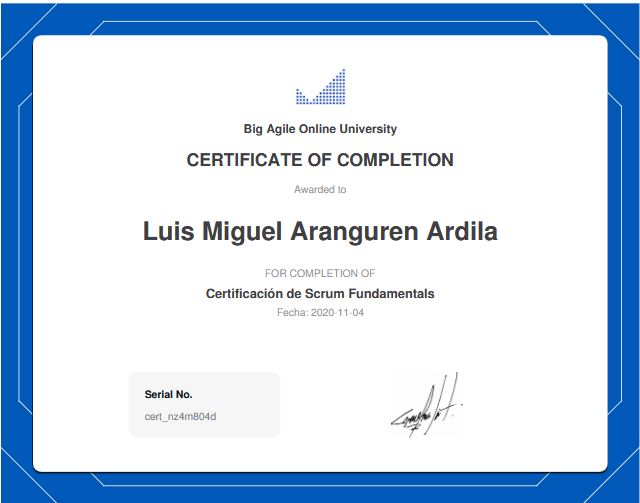 Big Agile Online University
CERTIFICATE OF COMPLETION
Awarded to
Luis Miguel Aranguren Ardila
FOR COMPLETION OF
Certificación de Scrum Fundamentals
Fecha: 2020-11-04
Serial No.
cert_nz4m804d